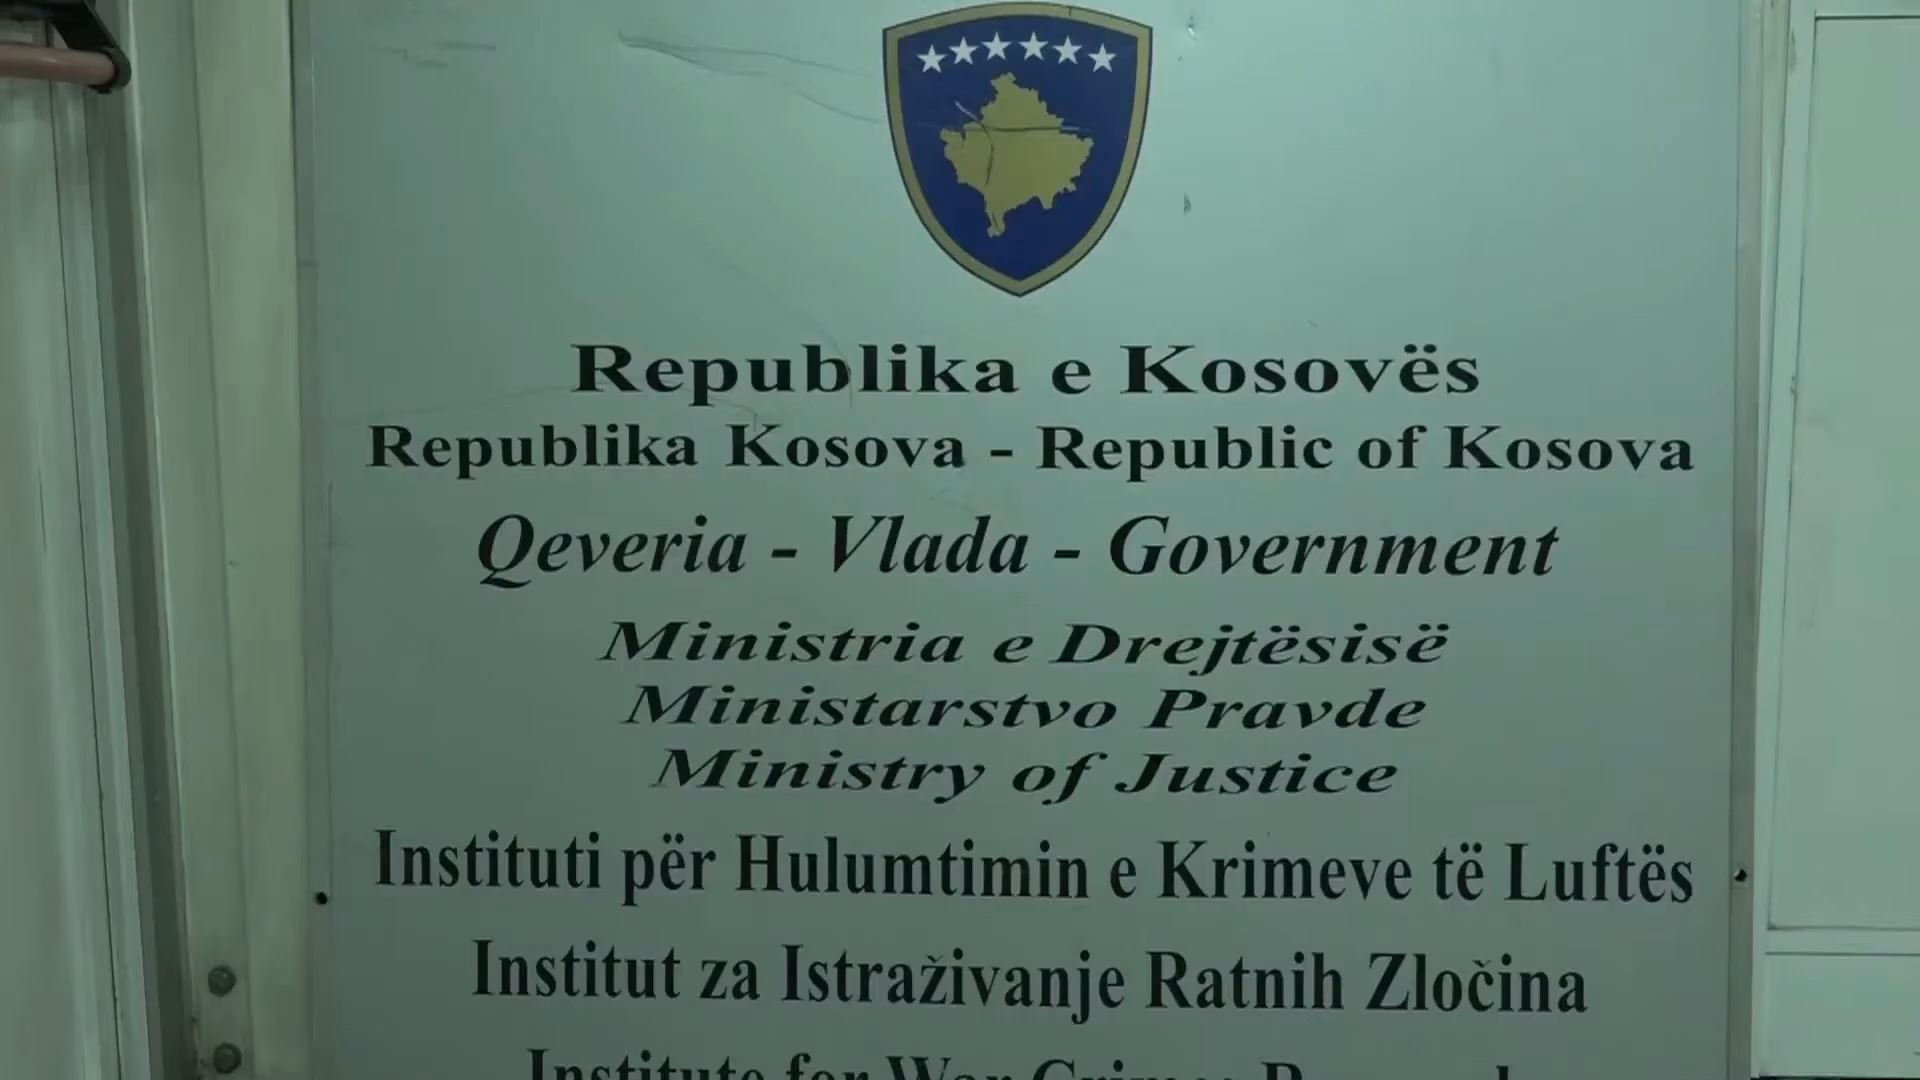 Republika e Kosovës
Republika Kosova - Republic of Kosova
Qeveria - Vlada - Government
Ministria e Drejtësisë
Ministarstvo Pravde
Ministry of Justice
Instituti për Hulumtimin e Krimeve të Luftës
Institut za Istraživanje Ratnih Zločina
Institute for War Crimes